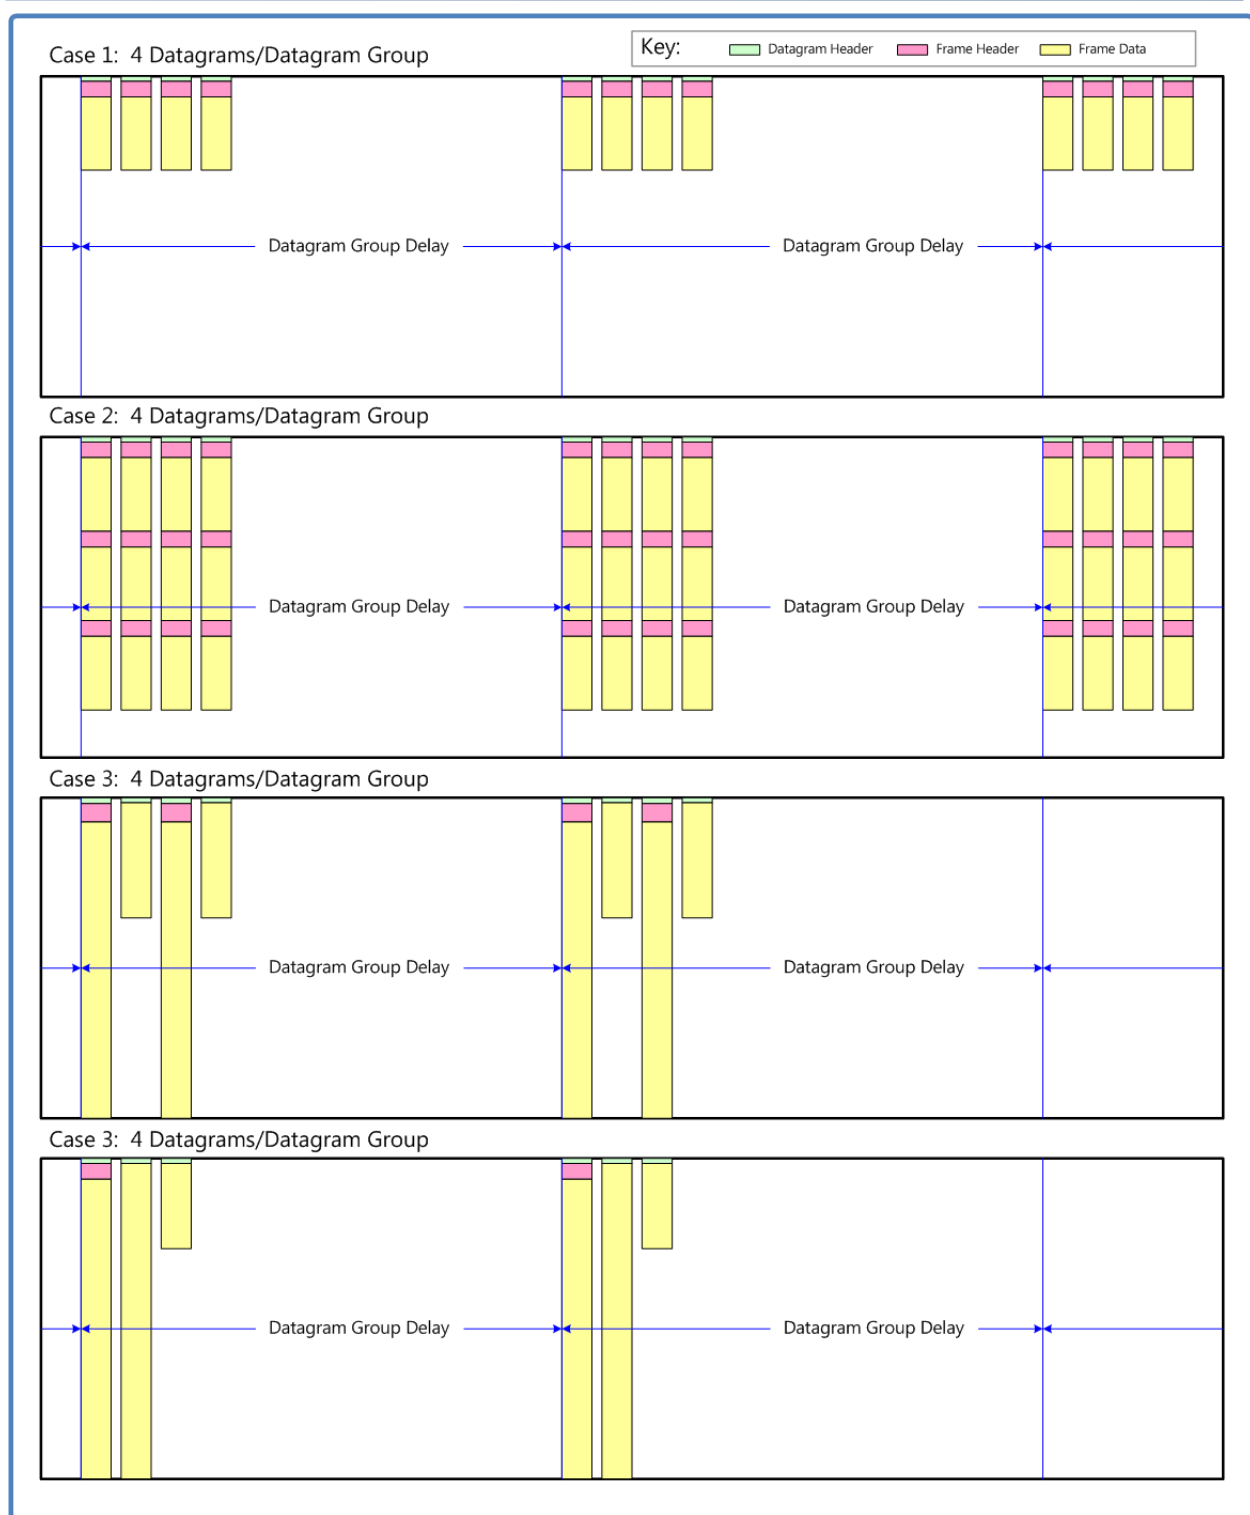 Case 1:  4 Datagrams/Datagram Group
Key: Datagram Header Frame Header Frame Data
Datagram Group Delay Datagram Group Delay
Case 2:  4 Datagrams/Datagram Group
Datagram Group Delay Datagram Group Delay
Case 3:  4 Datagrams/Datagram Group
Datagram Group Delay Datagram Group Delay
Case 3:  4 Datagrams/Datagram Group
Datagram Group Delay Datagram Group Delay